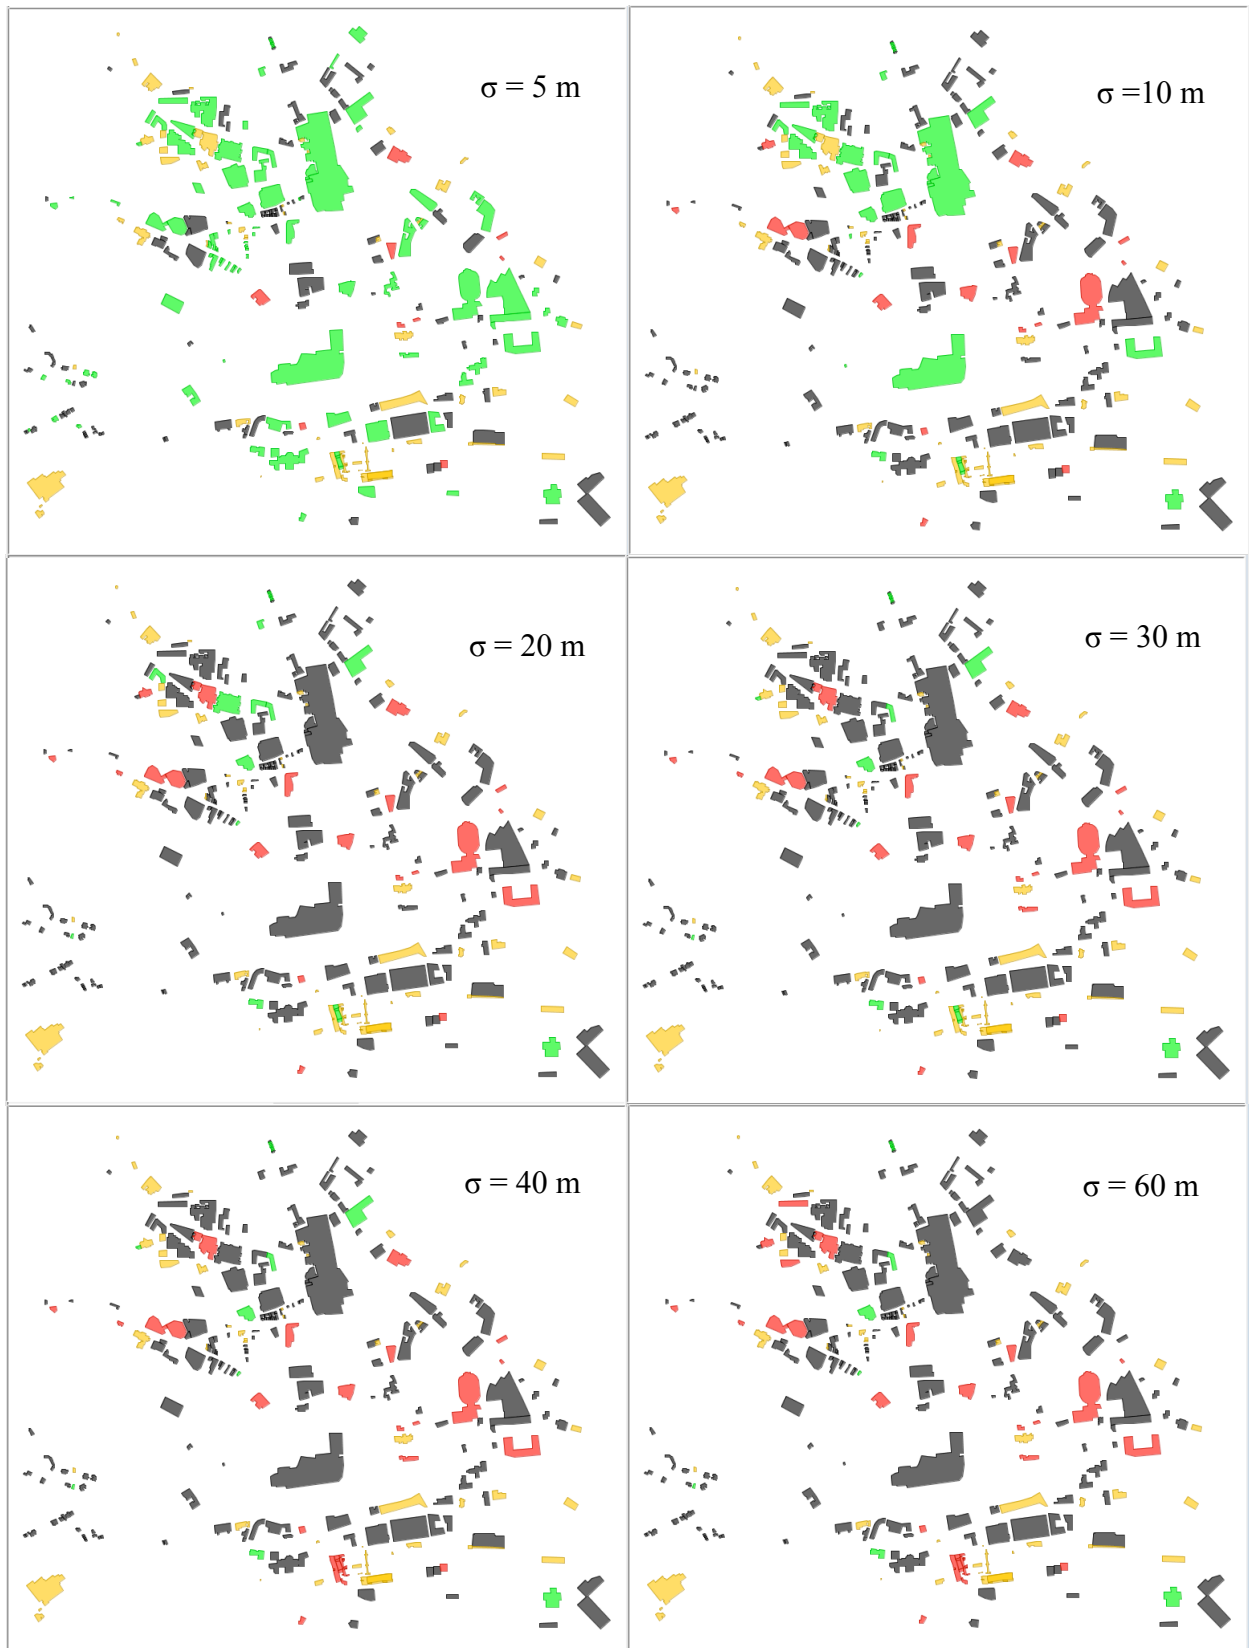 σ = 5 m
σ =10 m
σ = 20 m
σ = 30 m
σ = 40 m
σ = 60 m